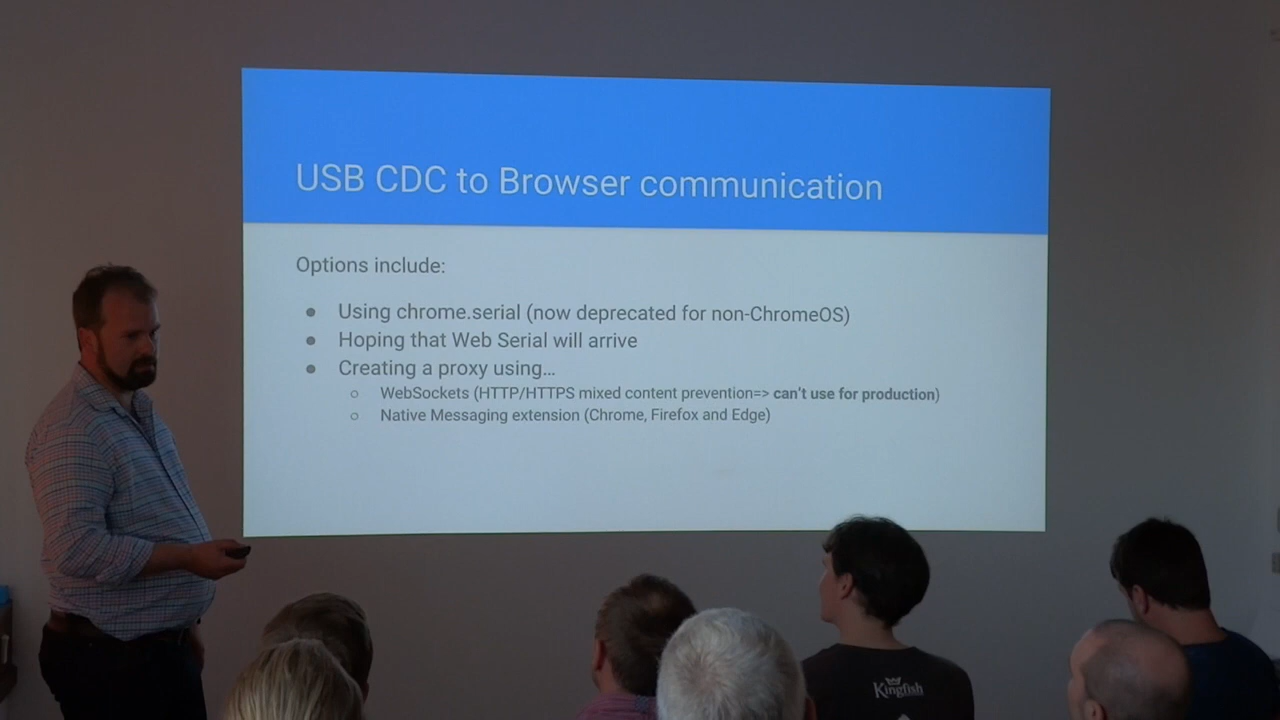 USB CDC to Browser communication
Options include:
● Using chrome.serial (now deprecated for non-ChromeOS)
● Hoping that Web Serial will arrive
● Creating a proxy using…
○ WebSockets (HTTP/HTTPS mixed content prevention=> can't use for production)
○ Native Messaging extension (Chrome, Firefox and Edge)
Kingfish